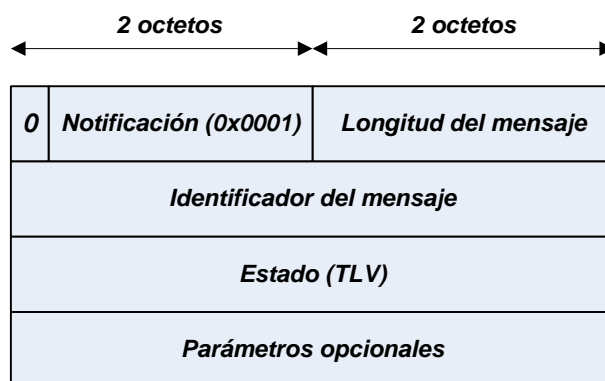 2 octetos 2 octetos
0 Notificación (0x0001) Longitud del mensaje
Identificador del mensaje
Estado (TLV)
Parámetros opcionales